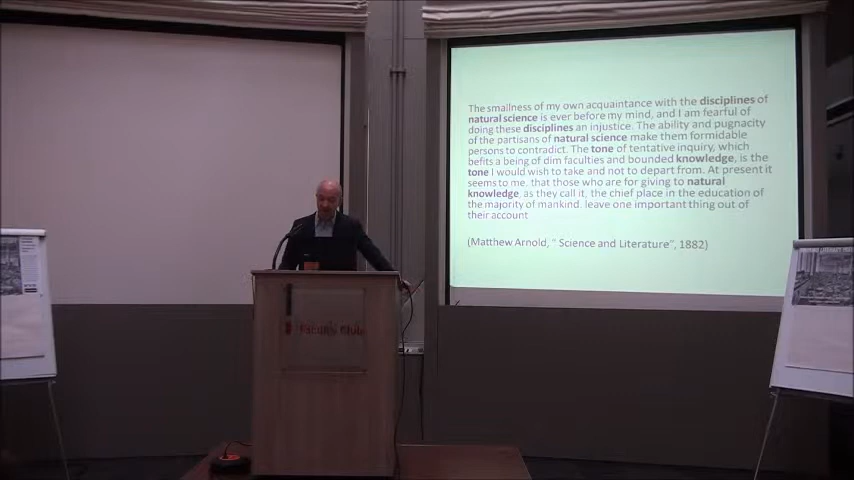 The smallness of my own acquaintance with the disciplines of
natural science is ever before my mind, and I am fearful of
doing these disciplines an injustice. The ability and pugnacity
of the partisans of natural science make them formidable
persons to contradict. The tone of tentative inquiry, which
befits a being of dim faculties and bounded knowledge, is the
tone I would wish to take and not to depart from. At present it
seems to me, that those who are for giving to natural
knowledge, as they call it, the chief place in the education of
the majority of mankind, leave one important thing out of
their account
(Matthew Arnold, " Science and Literature", 1882)
Faculty Club